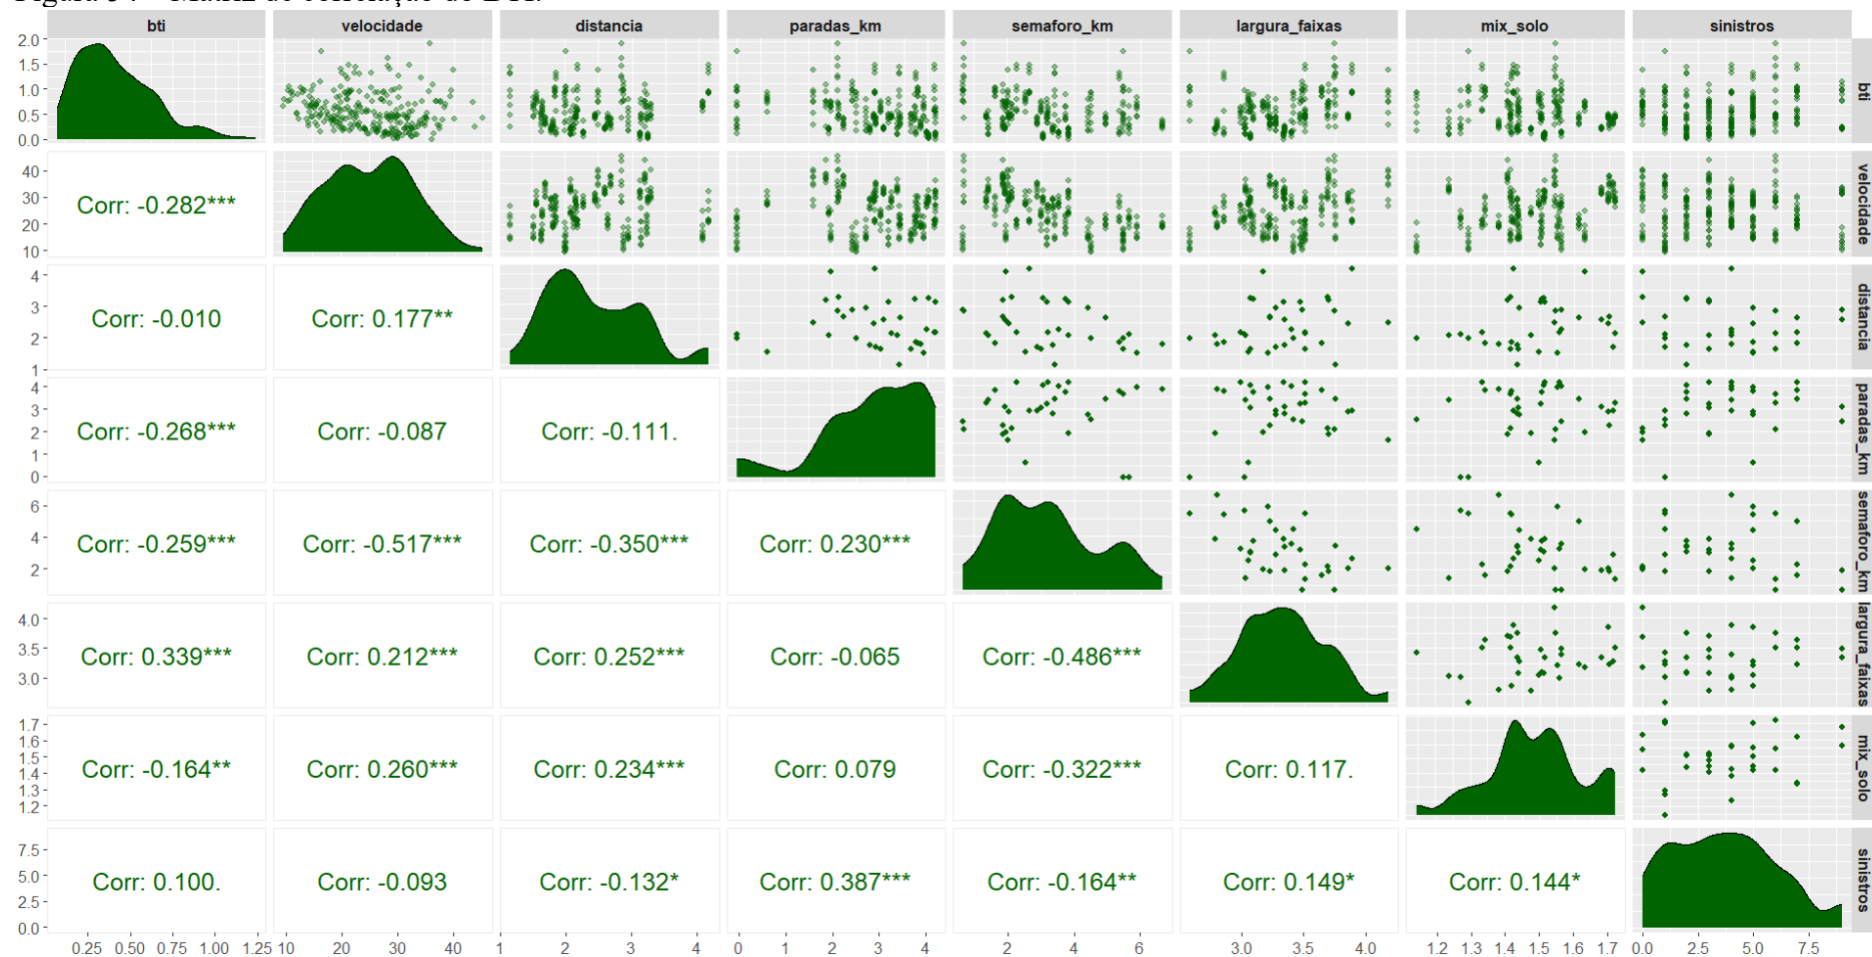 bti velocidade distancia paradas_km semaforo_km largura_faixas mix_solo sinistros
2.0
1.5
1.0
0.5
0.0
bti
40
30
20
10
Corr: -0.282***
velocidade
4
3
2
1
Corr: -0.010 Corr: 0.177**
distancia
4
3
2
1
0
Corr: -0.268*** Corr: -0.087 Corr: -0.111.
paradas_km
6
4
2
Corr: -0.259*** Corr: -0.517*** Corr: -0.350*** Corr: 0.230***
semaforo_km
4.0
3.5
3.0
Corr: 0.339*** Corr: 0.212*** Corr: 0.252*** Corr: -0.065 Corr: -0.486***
largura_faixas
1.7
1.6
1.5
1.4
1.3
1.2
Corr: -0.164** Corr: 0.260*** Corr: 0.234*** Corr: 0.079 Corr: -0.322*** Corr: 0.117.
mix_solo
7.5
5.0
2.5
0.0
Corr: 0.100. Corr: -0.093 Corr: -0.132* Corr: 0.387*** Corr: -0.164** Corr: 0.149* Corr: 0.144*
sinistros
0.25 0.50 0.75 1.00 1.25 10 20 30 40 1 2 3 4 0 1 2 3 4 2 4 6 3.0 3.5 4.0 1.2 1.3 1.4 1.5 1.6 1.7 0.0 2.5 5.0 7.5